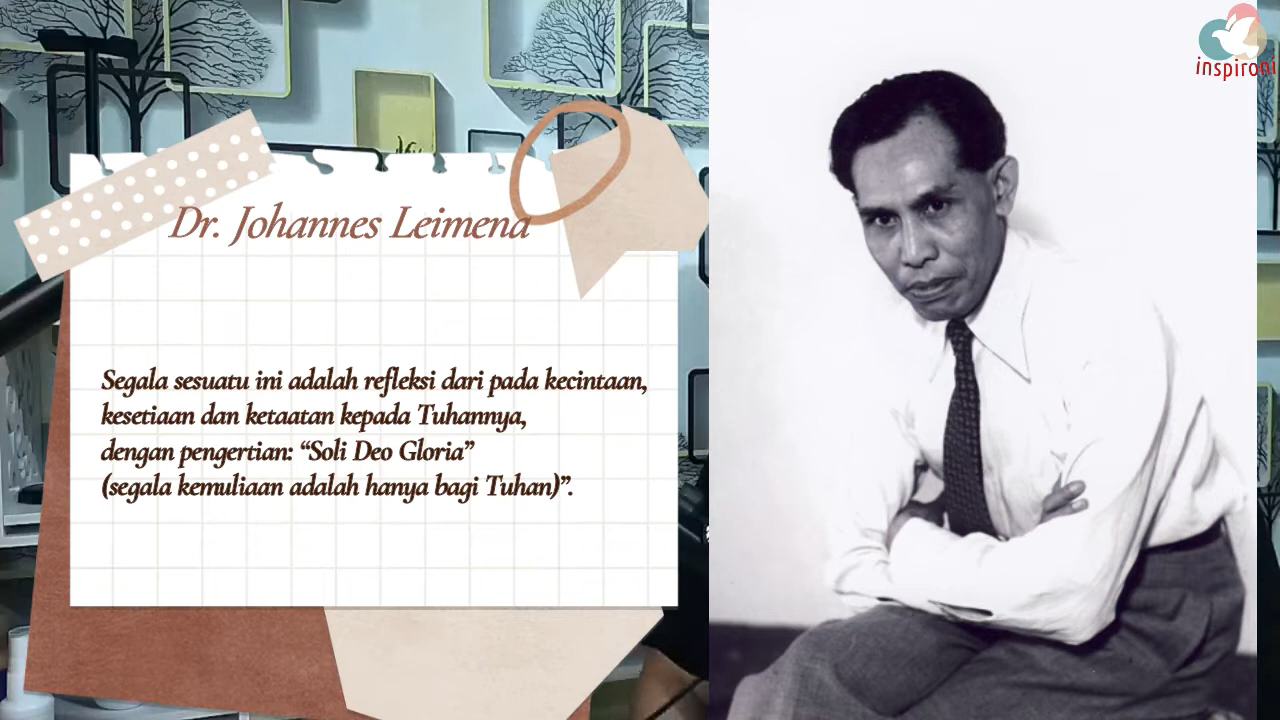 inspironi
Dr. Johannes Leimena
Segala sesuatu ini adalah refleksi dari pada kecintaan,
kesetiaan dan ketaatan kepada Tuhannya,
dengan pengertian: “Soli Deo Gloria”
(segala kemuliaan adalah hanya bagi Tuhan)”.